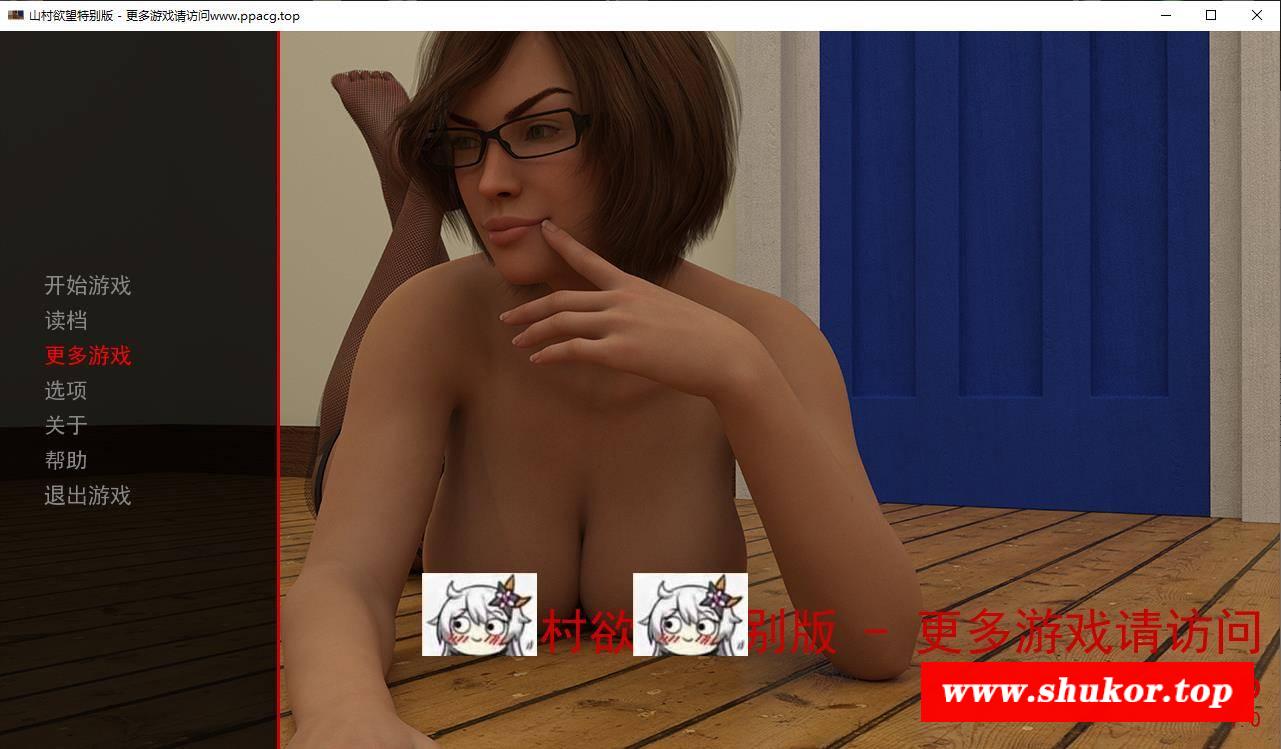 山村欲望特别版 - 更多游戏请访问www.ppacg.top
开始游戏
读档
更多游戏
选项
关于
帮助
退出游戏
村欲 别版 - 更多游戏请访问
www.shukor.top